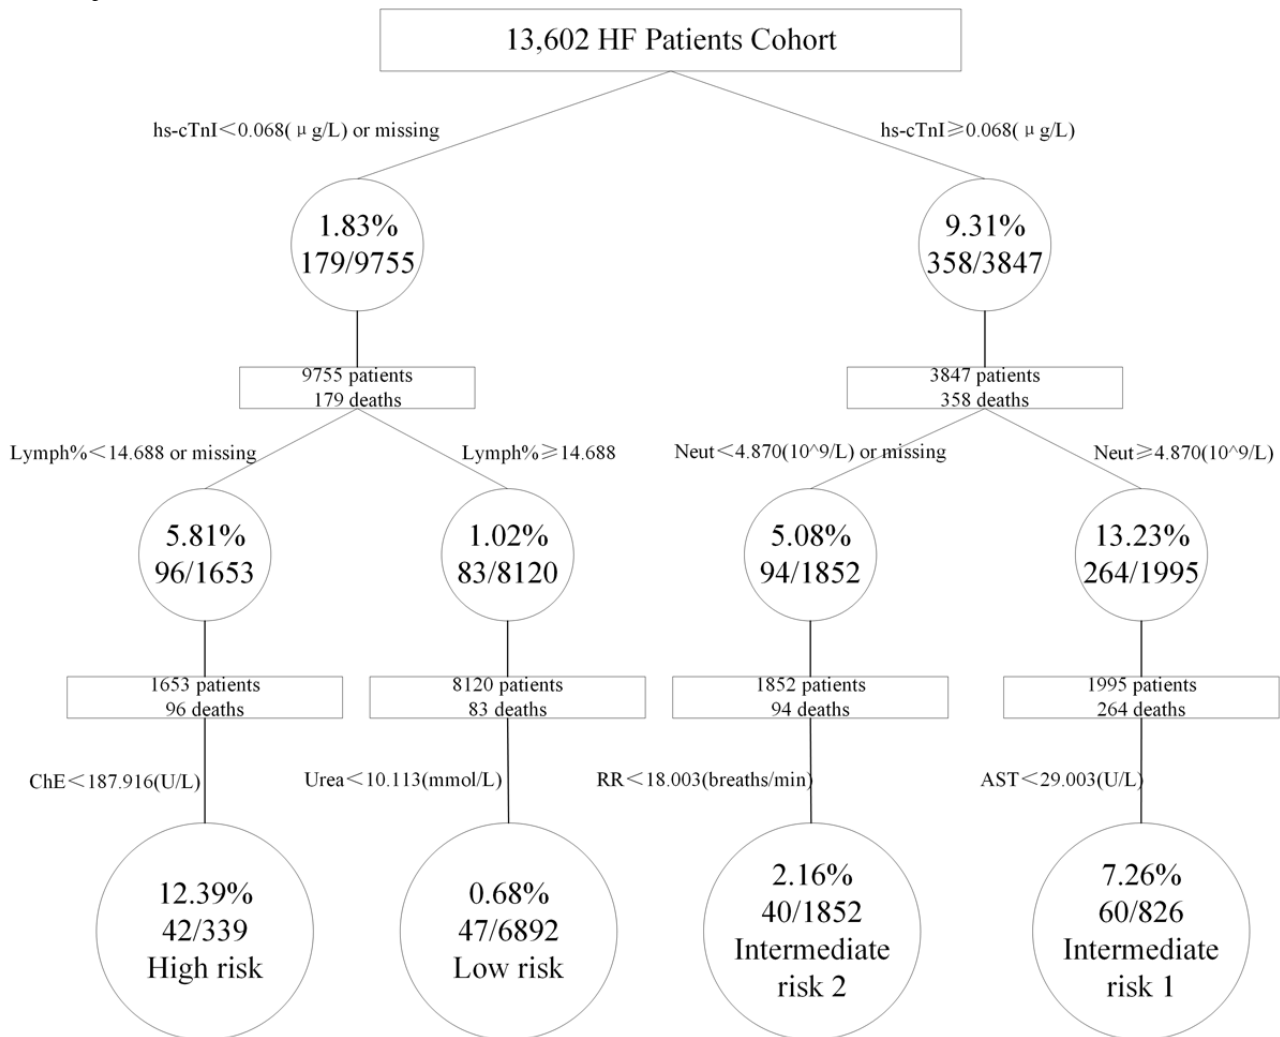 13,602 HF Patients Cohort
hs-cTnI<0.068( μ g/L) or missing
hs-cTnI≥0.068( μ g/L)
1.83%
179/9755
9.31%
358/3847
9755 patients
179 deaths
3847 patients
358 deaths
Lymph%<14.688 or missing
Lymph%≥14.688
Neut<4.870(10^9/L) or missing
Neut≥4.870(10^9/L)
5.81%
96/1653
1.02%
83/8120
5.08%
94/1852
13.23%
264/1995
1653 patients
96 deaths
8120 patients
83 deaths
1852 patients
94 deaths
1995 patients
264 deaths
ChE<187.916(U/L)
Urea<10.113(mmol/L)
RR<18.003(breaths/min)
AST<29.003(U/L)
12.39%
42/339
High risk
0.68%
47/6892
Low risk
2.16%
40/1852
Intermediate
risk 2
7.26%
60/826
Intermediate
risk 1